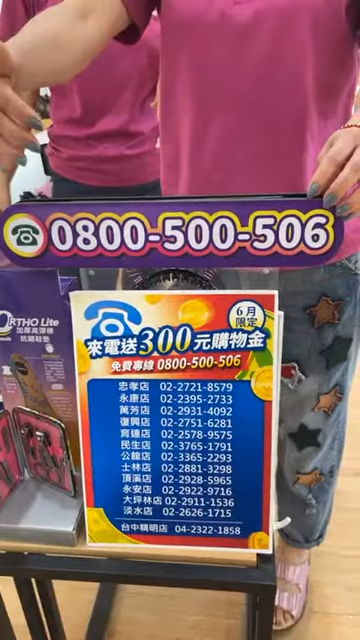 0800-500-506
ORTHO Lite
加厚高彈棉
抗菌鞋墊
6月
限定
來電送300元購物金
免費專線 0800-500-506
忠孝店 02-2721-8579
永康店 02-2395-2733
萬芳店 02-2931-4092
復興店 02-2751-6281
育達店 02-2578-9575
民生店 02-3765-1791
公館店 02-3365-2293
士林店 02-2881-3298
頂溪店 02-2928-5965
永安店 02-2922-9716
大坪林店 02-2911-1536
淡水店 02-2626-1715
台中精明店 04-2322-1858